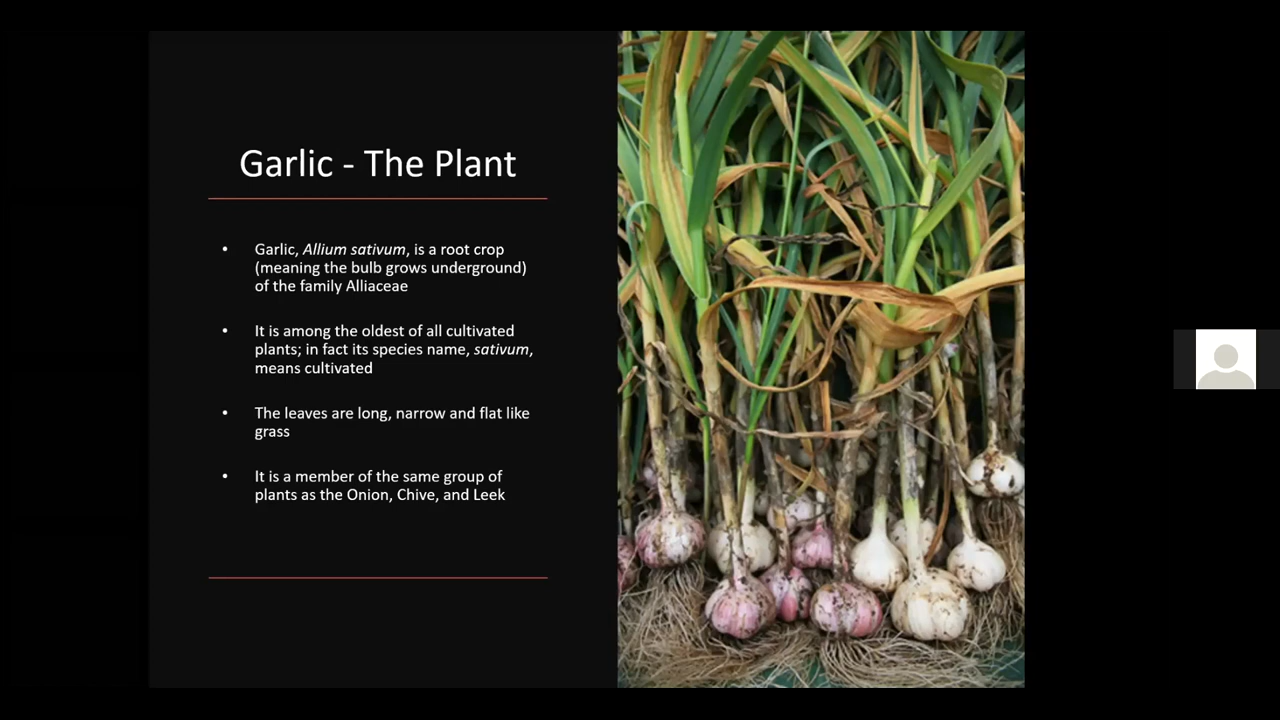 Garlic - The Plant
• Garlic, Allium sativum, is a root crop
(meaning the bulb grows underground)
of the family Alliaceae
• It is among the oldest of all cultivated
plants; in fact its species name, sativum,
means cultivated
• The leaves are long, narrow and flat like
grass
• It is a member of the same group of
plants as the Onion, Chive, and Leek